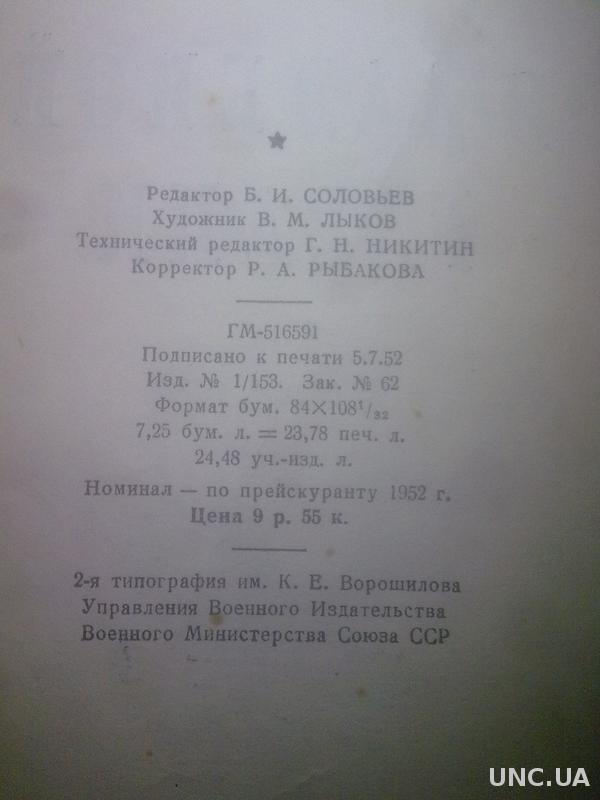 Редактор Б. И. СОЛОВЬЕВ
Художник В. М. ЛЫКОВ
Технический редактор Г. Н. НИКИТИН
Корректор Р. А. РЫБАКОВА
ГМ-516591
Подписано к печати 5.7.52
Изд. № 1/153. Зак. № 62
Формат бум. 84×108¹/₃₂
7,25 бум. л. = 23,78 печ. л.
24,48 уч.-изд. л.
Номинал — по прейскуранту 1952 г.
Цена 9 р. 55 к.
2-я типография им. К. Е. Ворошилова
Управления Военного Издательства
Военного Министерства Союза ССР
UNC.UA